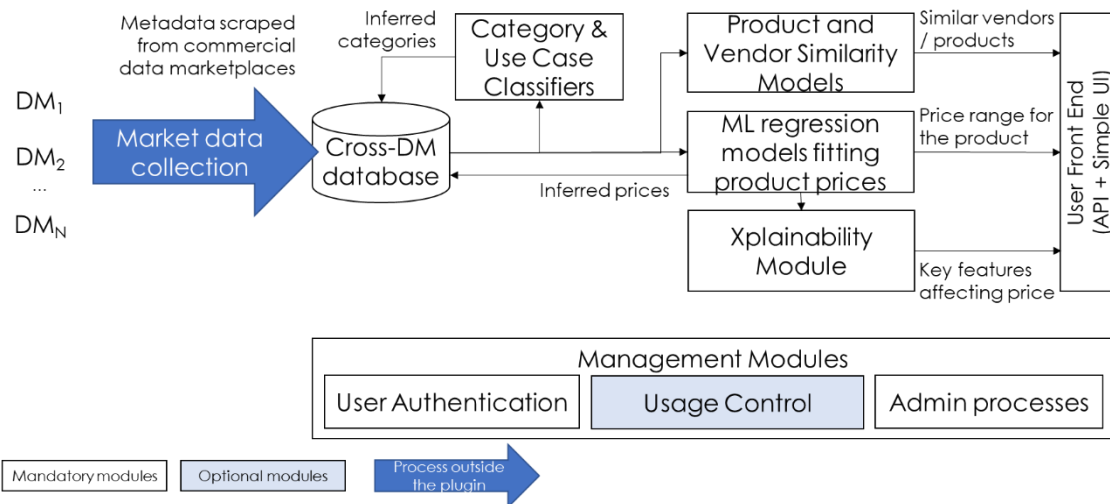 Metadata scraped
from commercial
data marketplaces
DM1
DM2
...
DMN
Market data
collection
Inferred
categories
Category &
Use Case
Classifiers
Cross-DM
database
Inferred prices
Product and
Vendor Similarity
Models
ML regression
models fitting
product prices
Xplainability
Module
Similar vendors
/ products
Price range for
the product
Key features
affecting price
User Front End
(API + Simple UI)
Management Modules
User Authentication
Usage Control
Admin processes
Mandatory modules
Optional modules
Process outside
the plugin